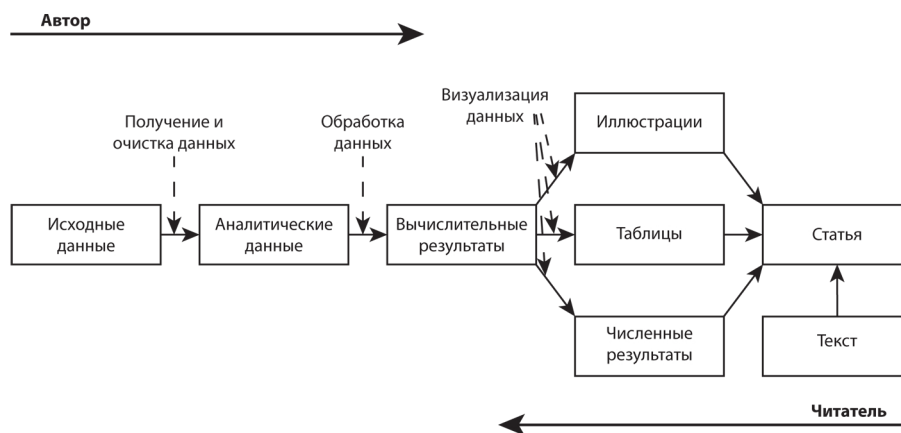 Автор
Получение и
очистка данных
Обработка
данных
Визуализация
данных
Иллюстрации
Исходные
данные
Аналитические
данные
Вычислительные
результаты
Таблицы
Статья
Численные
результаты
Текст
Читатель